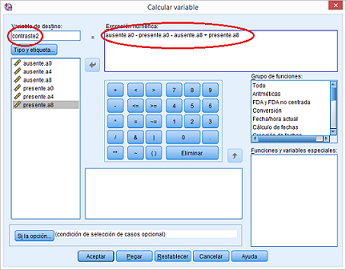 Calcular variable
Variable de destino:
contraste2
=
Expresión numérica:
ausente.a0 - presente.a0 - ausente.a8 + presente.a8
Tipo y etiqueta...
ausente.a0
ausente.a4
ausente.a8
presente.a0
presente.a4
presente.a8
+ < > 7 8 9
- <= >= 4 5 6
* = ~= 1 2 3
/ & | 0 .
** ~ ( ) Eliminar
Grupo de funciones:
Todo
Aritméticas
FDA y FDA no centrada
Conversión
Fecha/hora actual
Cálculo de fechas
Funciones y variables especiales:
Si la opción...
(condición de selección de casos opcional)
Aceptar
Pegar
Restablecer
Cancelar
Ayuda